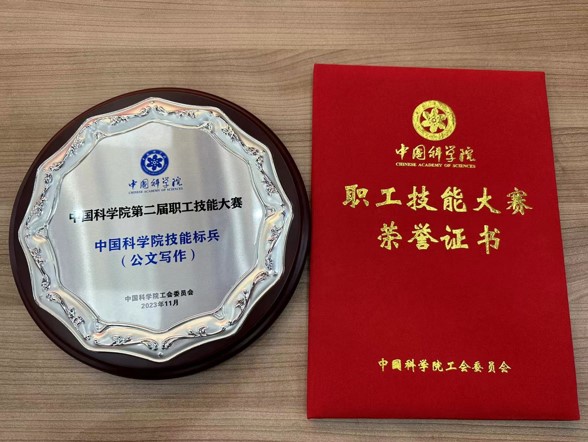 中国科学院
CHINESE ACADEMY OF SCIENCES
中国科学院第二届职工技能大赛
中国科学院技能标兵
（公文写作）
中国科学院工会委员会
2023年11月
中国科学院
CHINESE ACADEMY OF SCIENCES
职工技能大赛
荣誉证书
中国科学院工会委员会